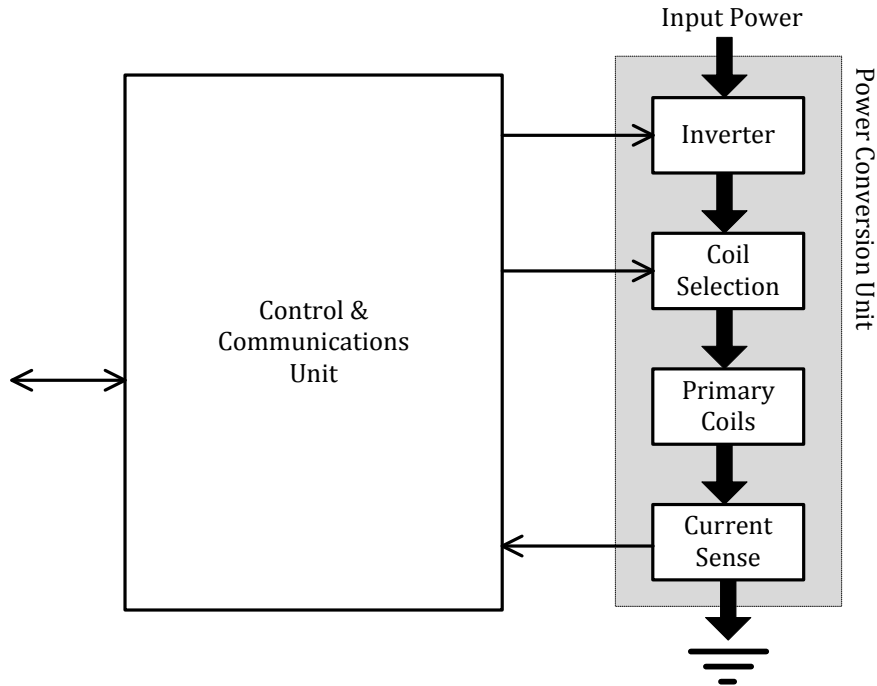 Input Power
Inverter
Coil
Selection
Control &
Communications
Unit
Primary
Coils
Current
Sense
Power Conversion Unit